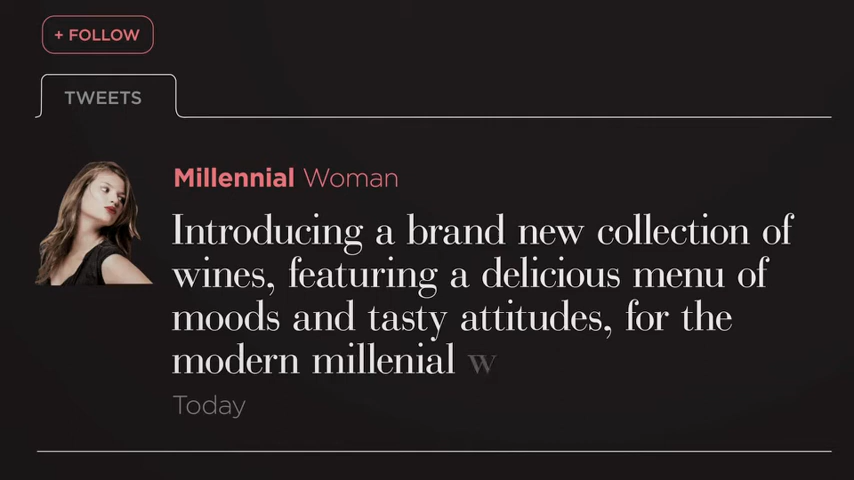 + FOLLOW
TWEETS
Millennial Woman
Introducing a brand new collection of
wines, featuring a delicious menu of
moods and tasty attitudes, for the
modern millenial w
Today